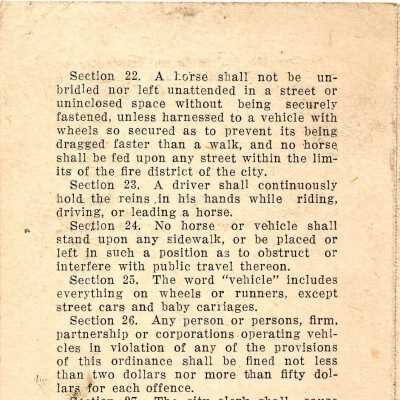 Section 22. A horse shall not be un-
bridled nor left unattended in a street or
uninclosed space without being securely
fastened, unless harnessed to a vehicle with
wheels so secured as to prevent its being
dragged faster than a walk, and no horse
shall be fed upon any street within the lim-
its of the fire district of the city.
Section 23. A driver shall continuously
hold the reins in his hands while riding,
driving, or leading a horse.
Section 24. No horse or vehicle shall
stand upon any sidewalk, or be placed or
left in such a position as to obstruct or
interfere with public travel thereon.
Section 25. The word "vehicle" includes
everything on wheels or runners, except
street cars and baby carriages.
Section 26. Any person or persons, firm,
partnership or corporations operating vehi-
cles in violation of any of the provisions
of this ordinance shall be fined not less
than two dollars nor more than fifty dol-
lars for each offence.
Section 27. The city clerk shall cause